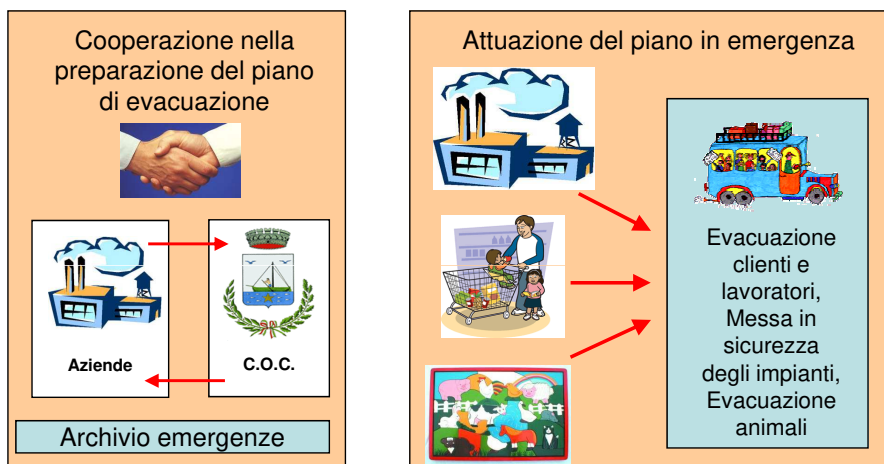 Cooperazione nella
preparazione del piano
di evacuazione
Aziende
C.O.C.
Archivio emergenze
Attuazione del piano in emergenza
Evacuazione
clienti e
lavoratori,
Messa in
sicurezza
degli impianti,
Evacuazione
animali